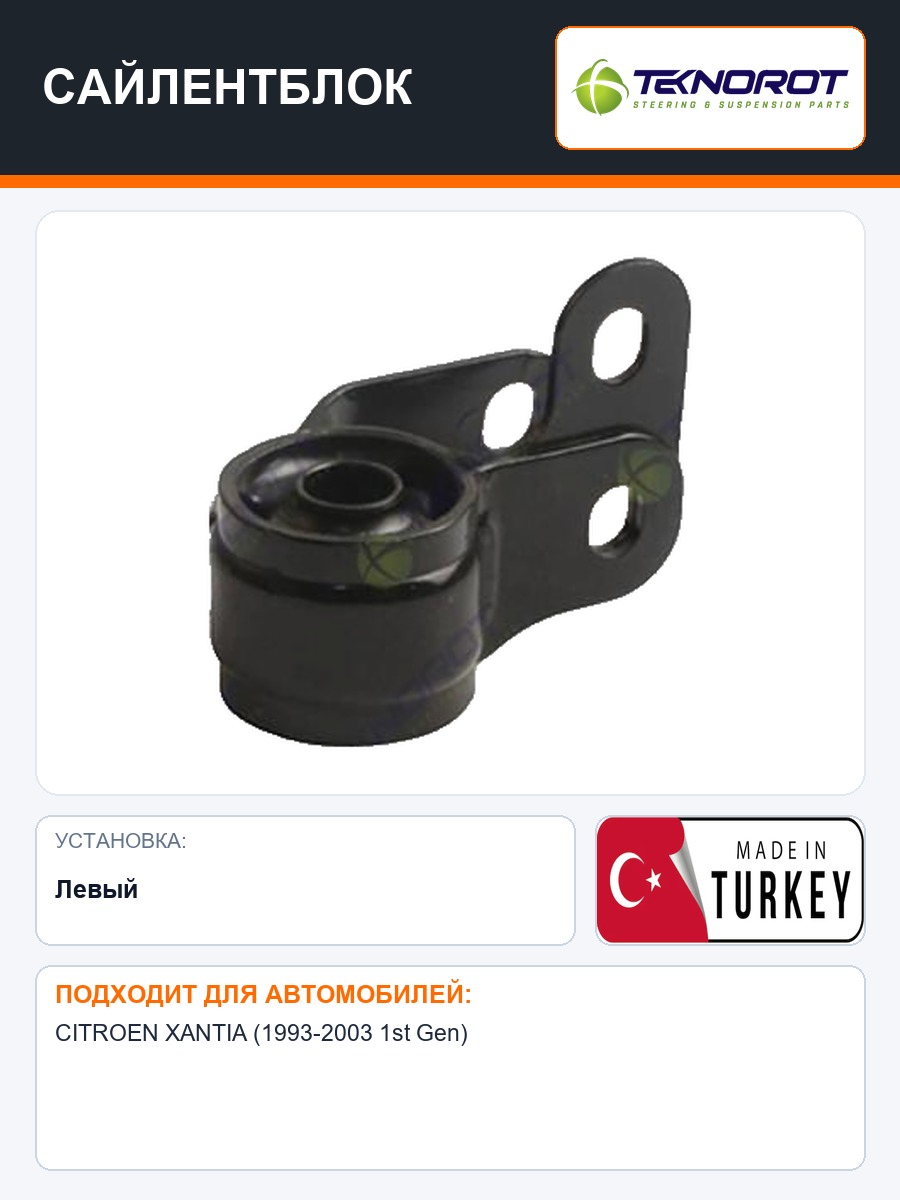 САЙЛЕНТБЛОК
TEKNOROT
STEERING & SUSPENSION PARTS
УСТАНОВКА:
Левый
MADE IN
TURKEY
ПОДХОДИТ ДЛЯ АВТОМОБИЛЕЙ:
CITROEN XANTIA (1993-2003 1st Gen)